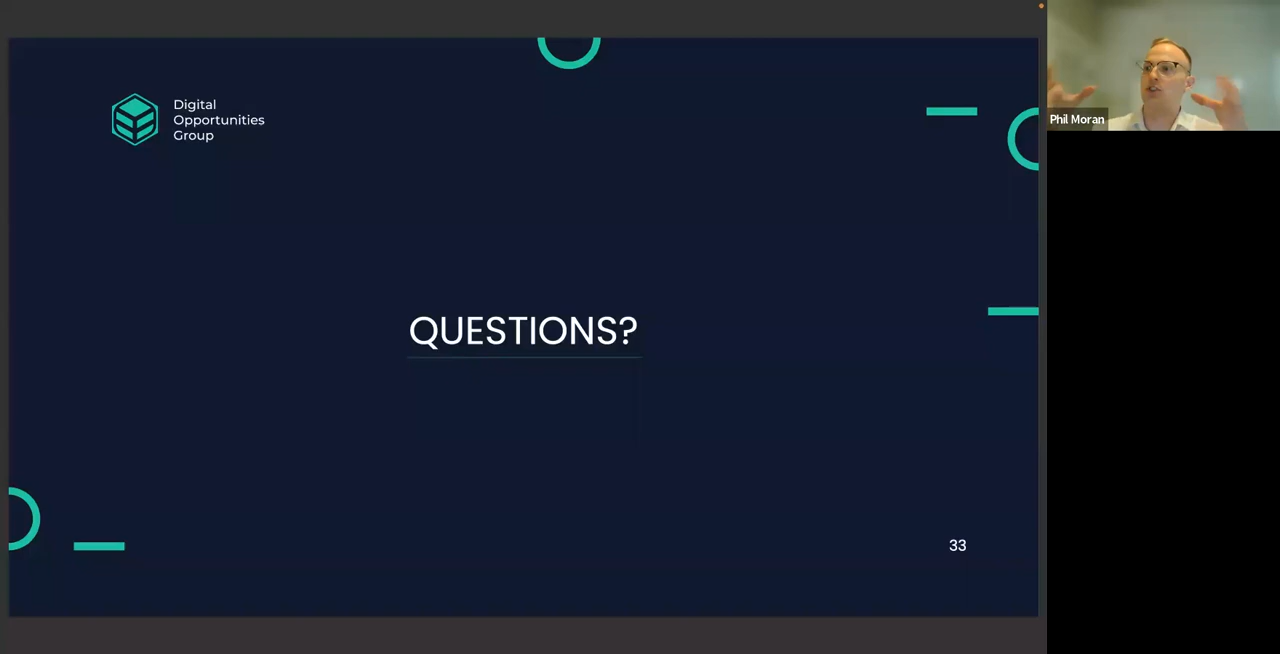 Digital
Opportunities
Group
Phil Moran
QUESTIONS?
33